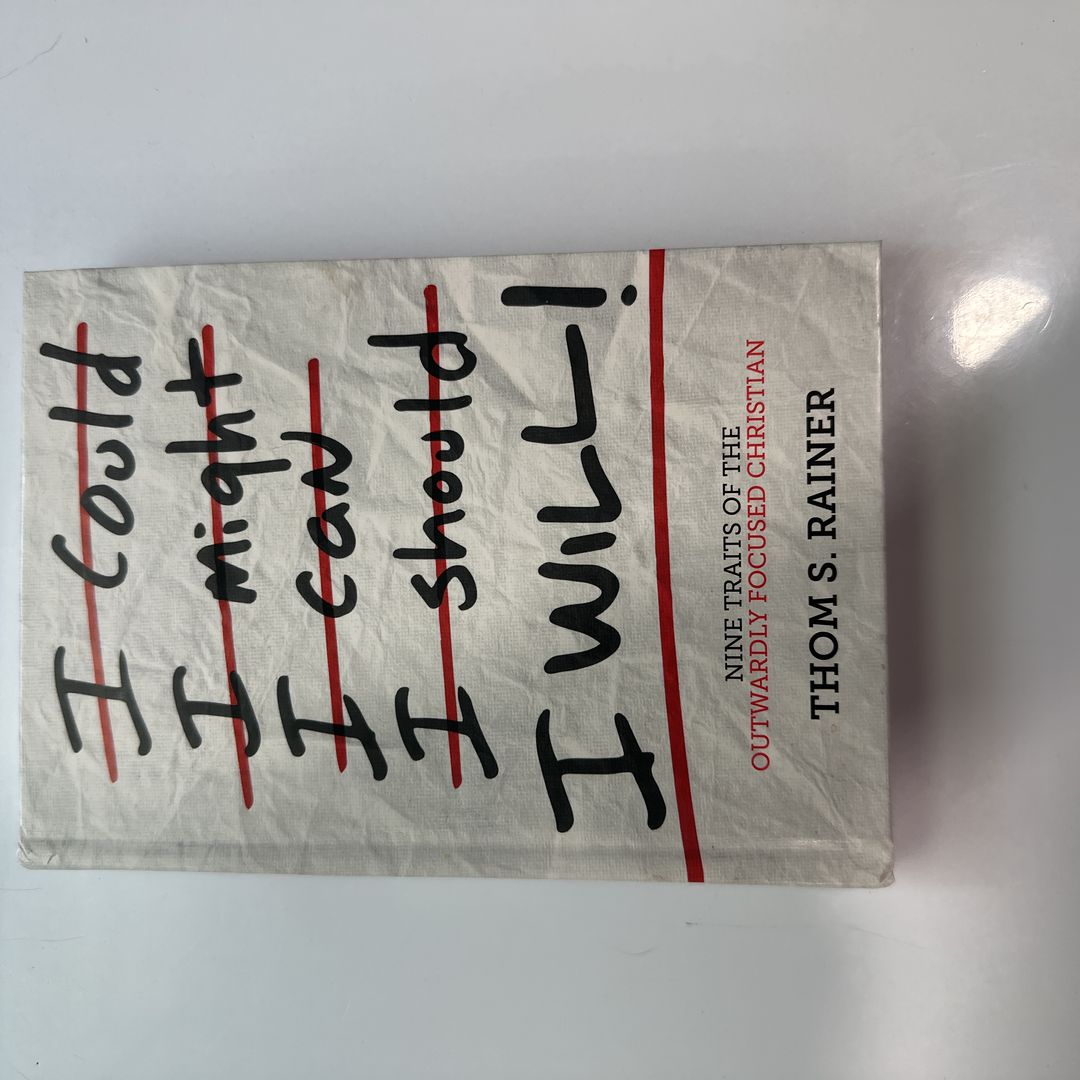 I could
I might
I can
I should
I WILL!
NINE TRAITS OF THE
OUTWARDLY FOCUSED CHRISTIAN
THOM S. RAINER